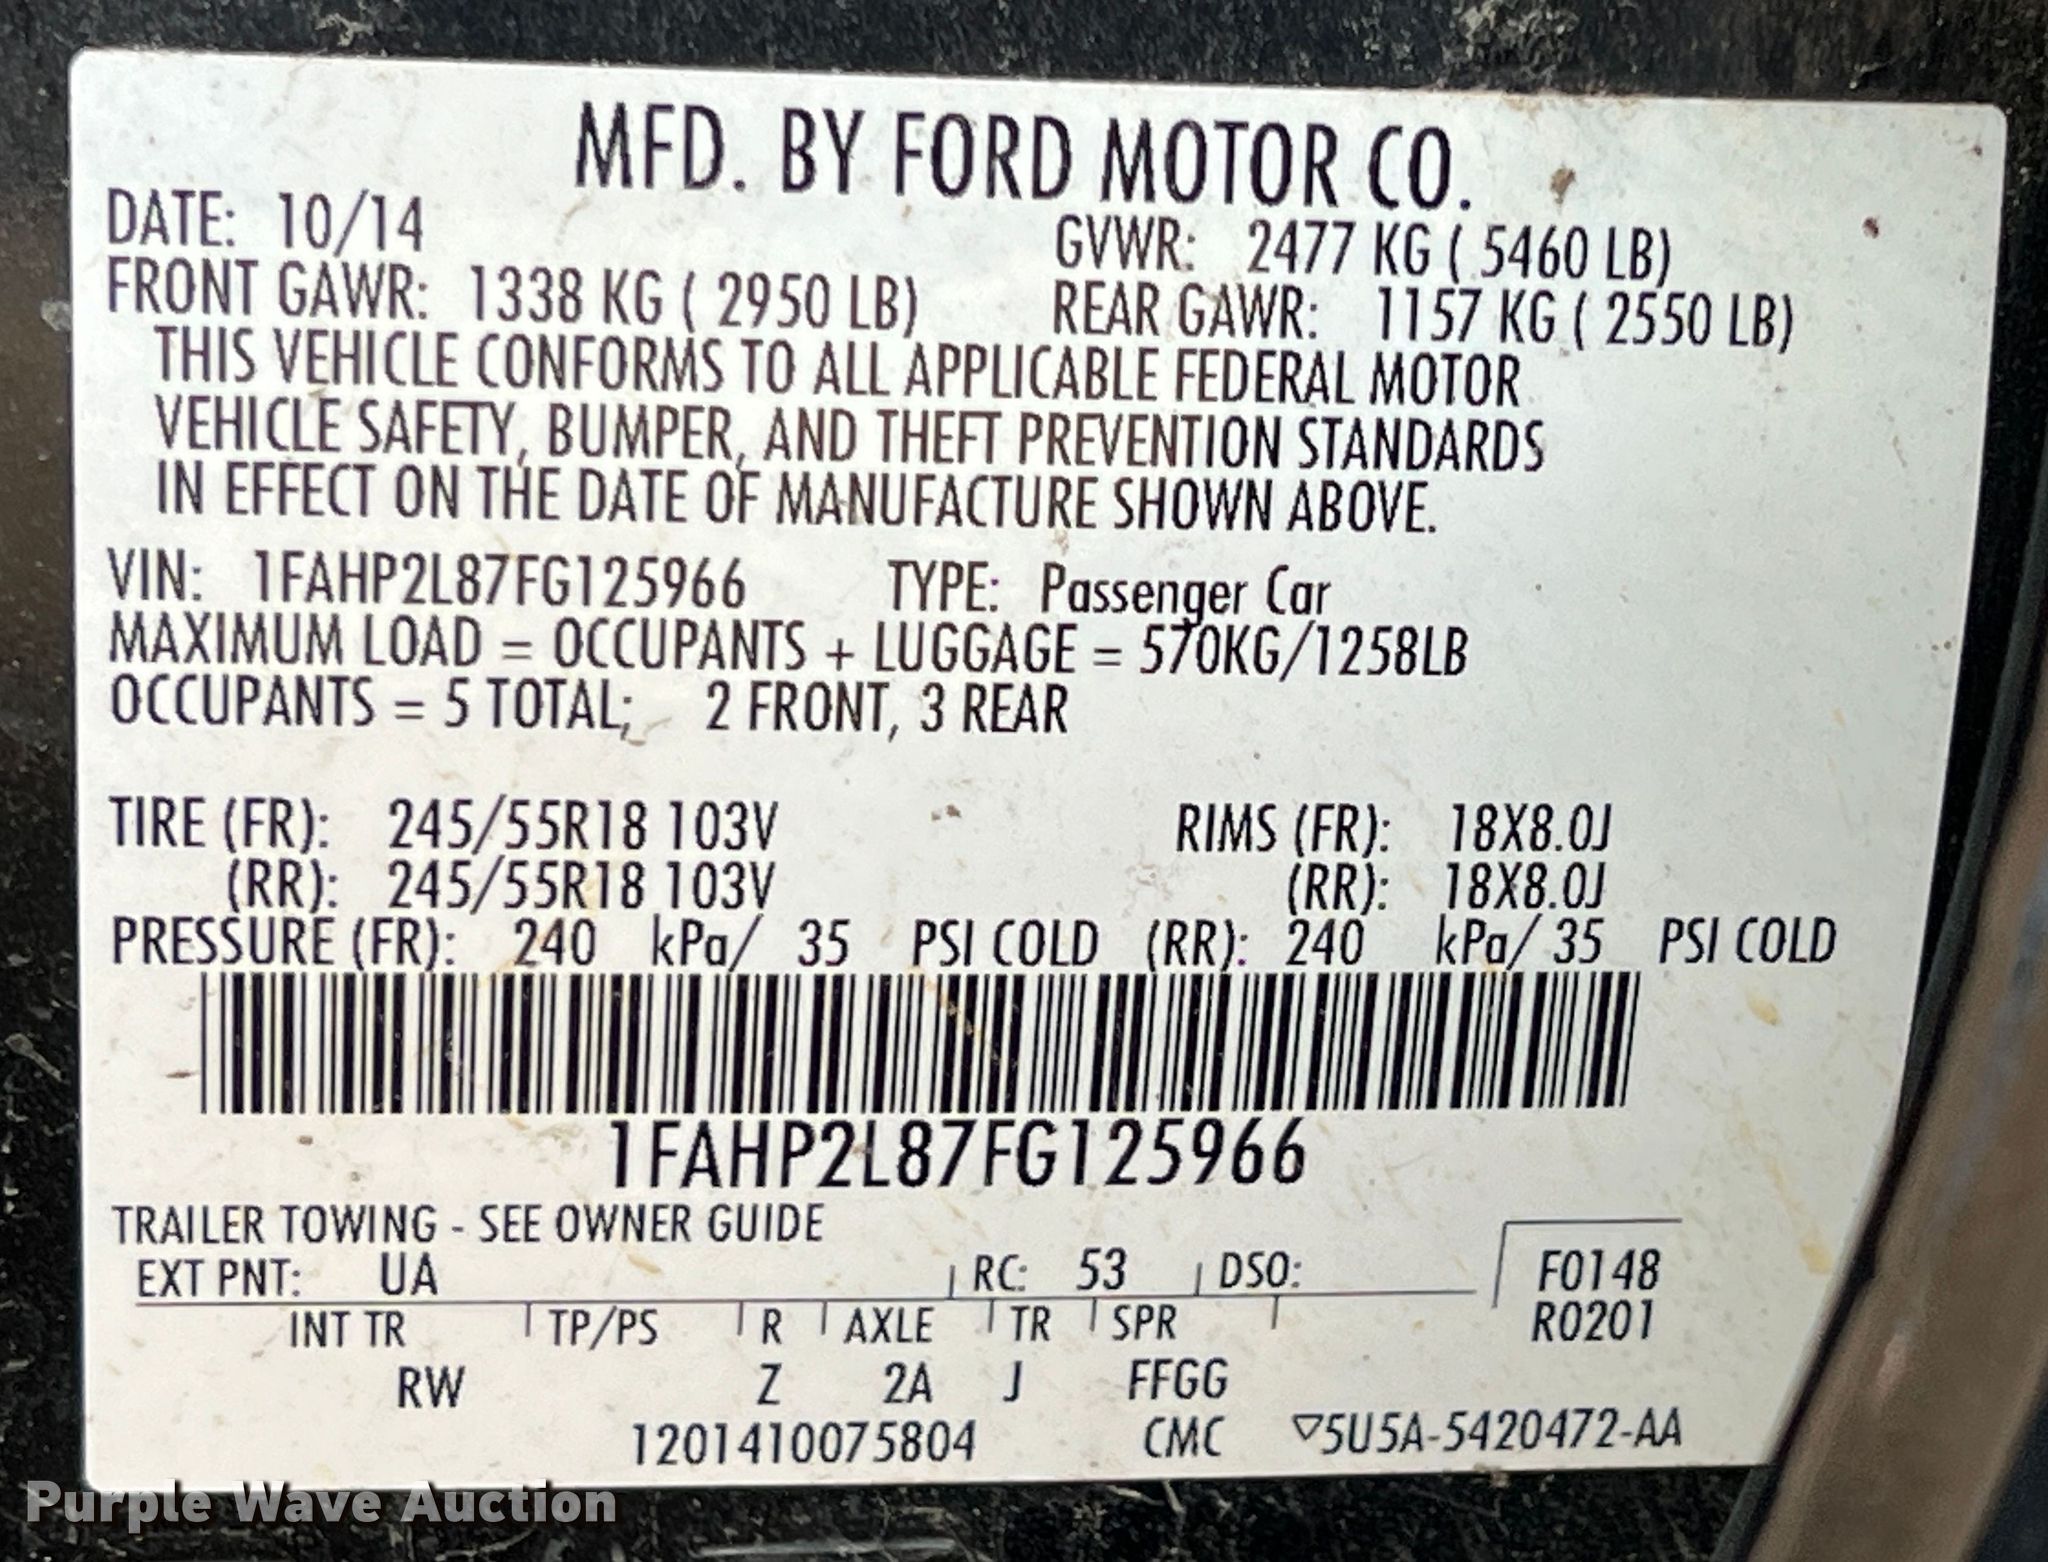 MFD. BY FORD MOTOR CO.
DATE: 10/14 GVWR: 2477 KG ( 5460 LB)
FRONT GAWR: 1338 KG ( 2950 LB) REAR GAWR: 1157 KG ( 2550 LB)
THIS VEHICLE CONFORMS TO ALL APPLICABLE FEDERAL MOTOR
VEHICLE SAFETY, BUMPER, AND THEFT PREVENTION STANDARDS
IN EFFECT ON THE DATE OF MANUFACTURE SHOWN ABOVE.
VIN: 1FAHP2L87FG125966 TYPE: Passenger Car
MAXIMUM LOAD = OCCUPANTS + LUGGAGE = 570KG/1258LB
OCCUPANTS = 5 TOTAL; 2 FRONT, 3 REAR
TIRE (FR): 245/55R18 103V RIMS (FR): 18X8.0J
(RR): 245/55R18 103V (RR): 18X8.0J
PRESSURE (FR): 240 kPa/ 35 PSI COLD (RR): 240 kPa/ 35 PSI COLD
1FAHP2L87FG125966
TRAILER TOWING - SEE OWNER GUIDE
EXT PNT: UA RC: 53 DSO: F0148
INT TR TP/PS R AXLE TR SPR R0201
RW Z 2A J FFGG
1201410075804 CMC ▽5U5A-5420472-AA
Purple Wave Auction